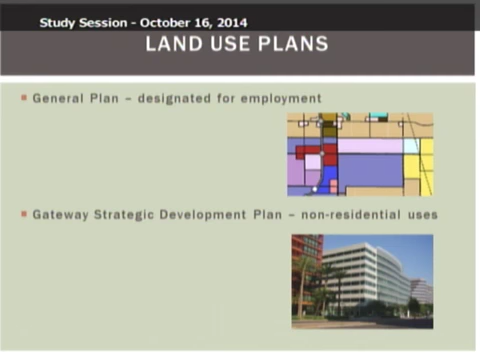 Study Session - October 16, 2014
LAND USE PLANS
General Plan – designated for employment
Gateway Strategic Development Plan – non-residential uses